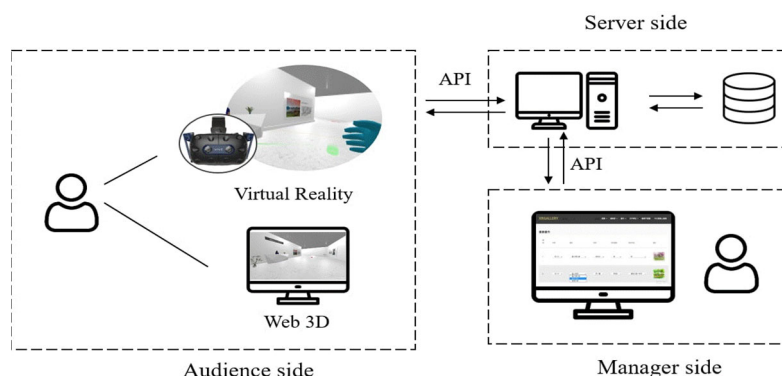 Server side
API
API
Virtual Reality
Web 3D
Audience side
Manager side